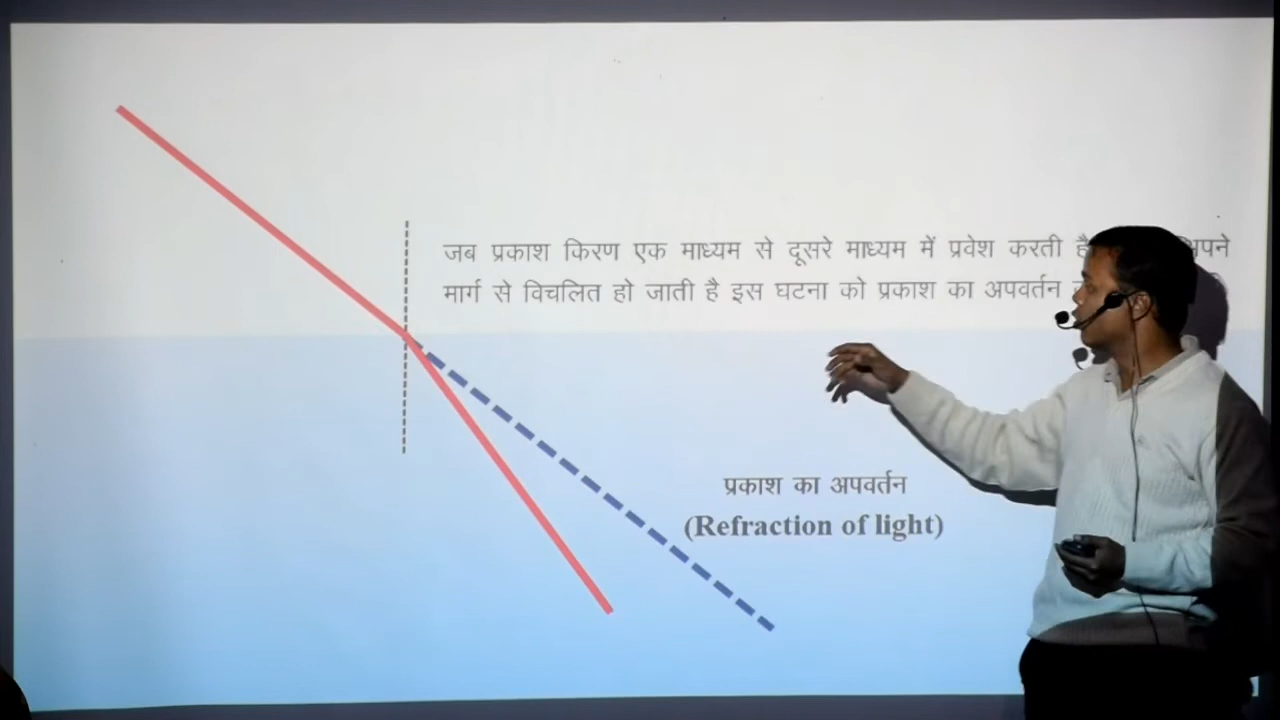 जब प्रकाश किरण एक माध्यम से दूसरे माध्यम में प्रवेश करती है
मार्ग से विचलित हो जाती है इस घटना को प्रकाश का अपवर्तन
प्रकाश का अपवर्तन
(Refraction of light)